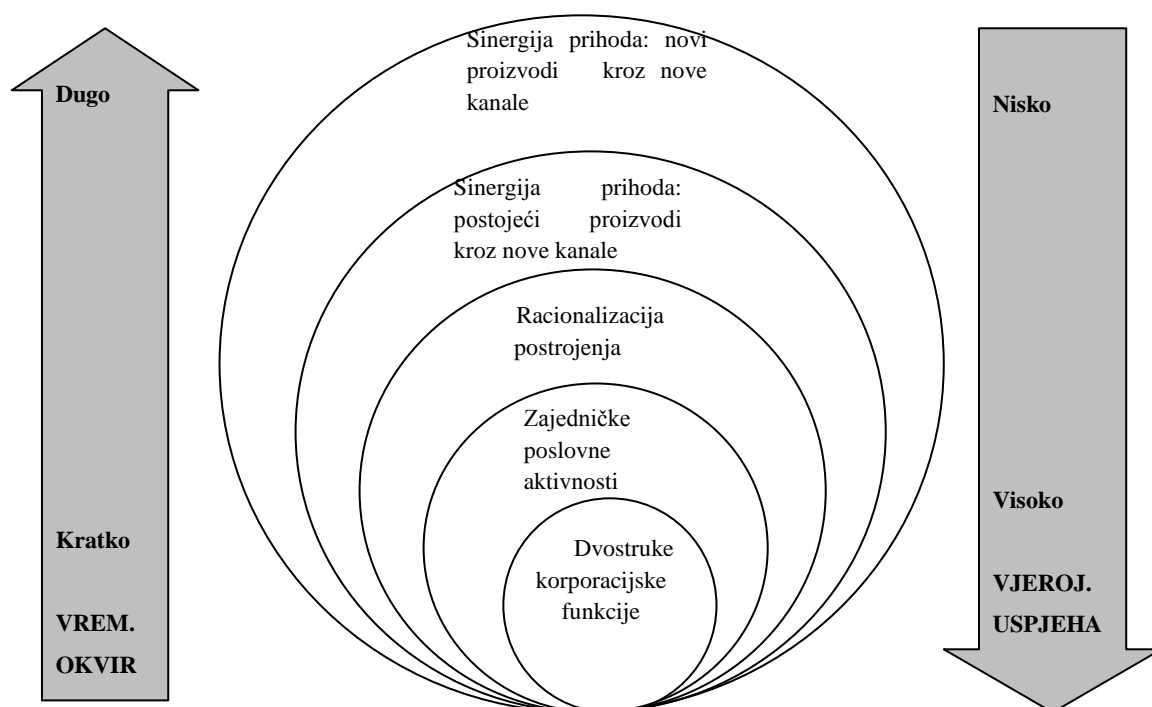 Dugo
Kratko
VREM.
OKVIR
Sinergija prihoda: novi
proizvodi kroz nove
kanale
Sinergija prihoda:
postojeći proizvodi
kroz nove kanale
Racionalizacija
postrojenja
Zajedničke
poslovne
aktivnosti
Dvostruke
korporacijske
funkcije
Nisko
Visoko
VJEROJ.
USPJEHA